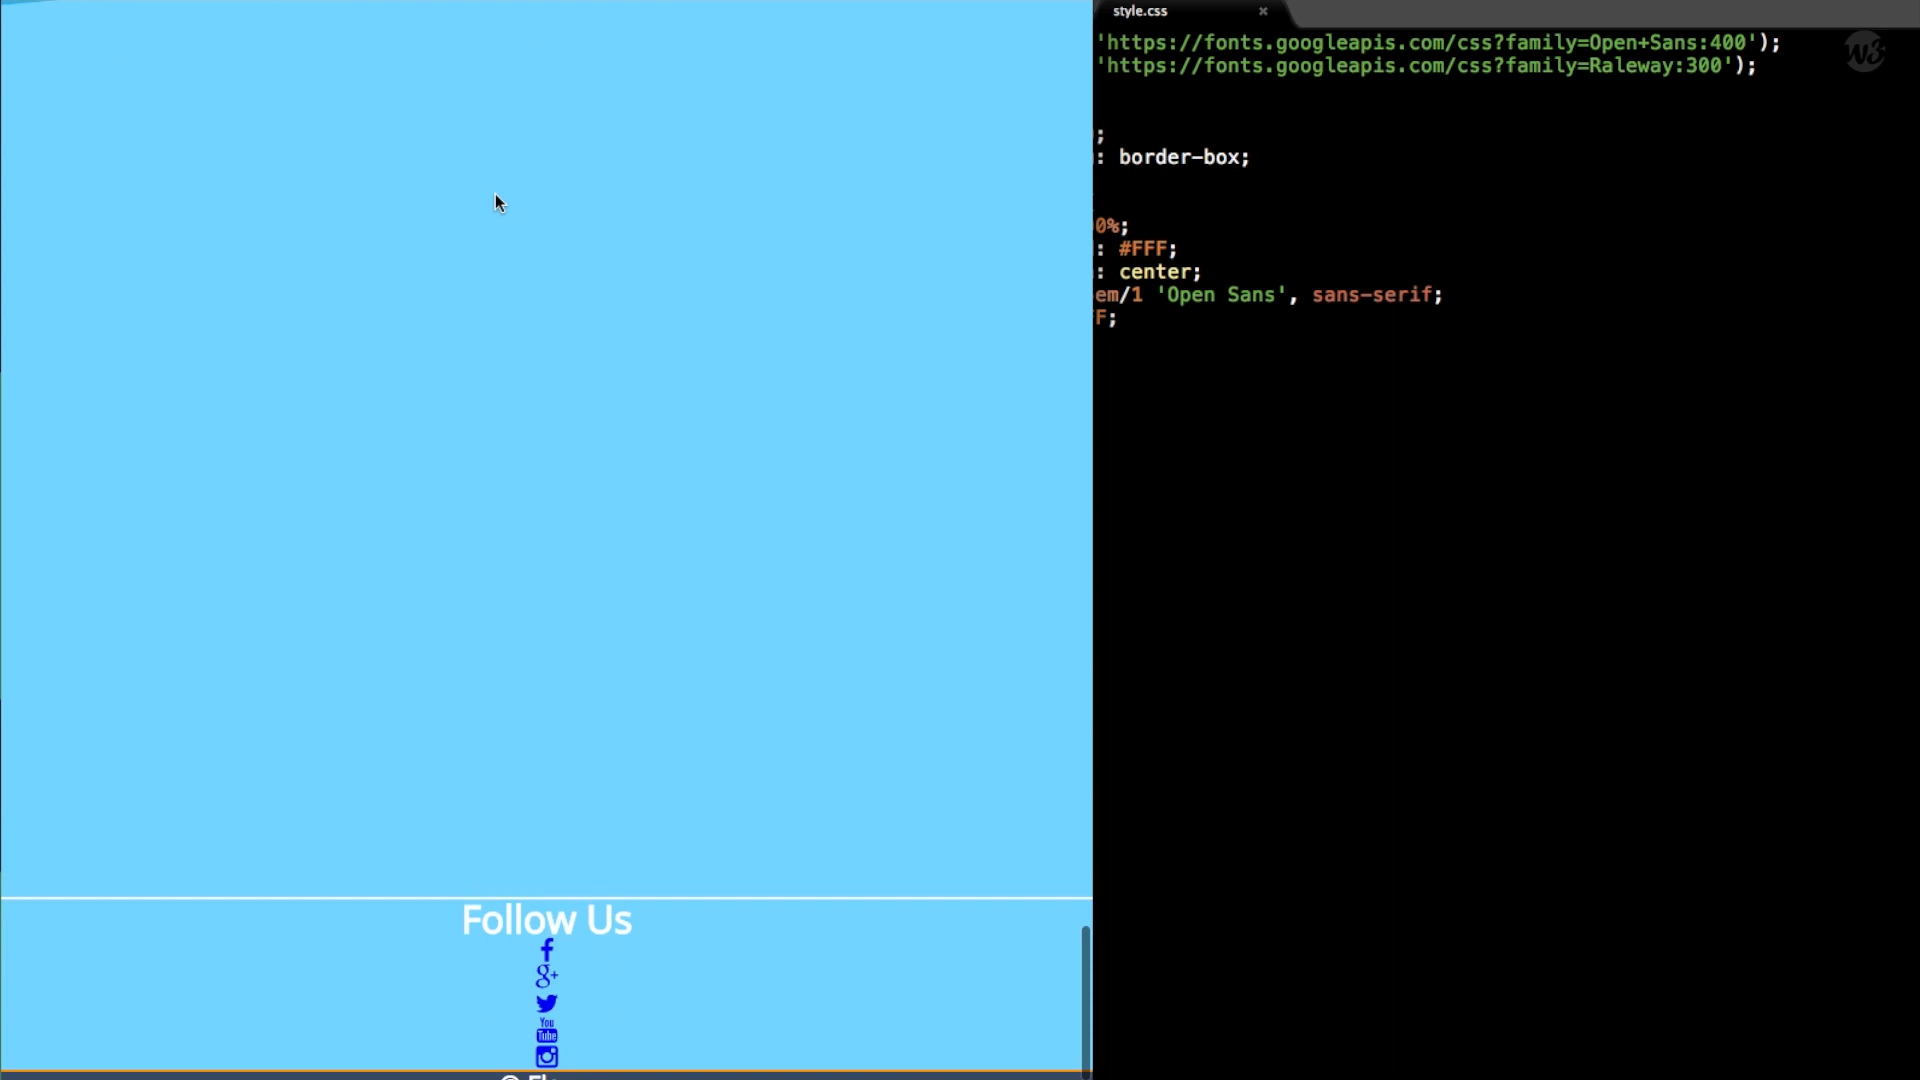 style.css
'https://fonts.googleapis.com/css?family=Open+Sans:400');
'https://fonts.googleapis.com/css?family=Raleway:300');
;
: border-box;
0%;
: #FFF;
: center;
em/1 'Open Sans', sans-serif;
F;
Follow Us
f
g+
You
Tube